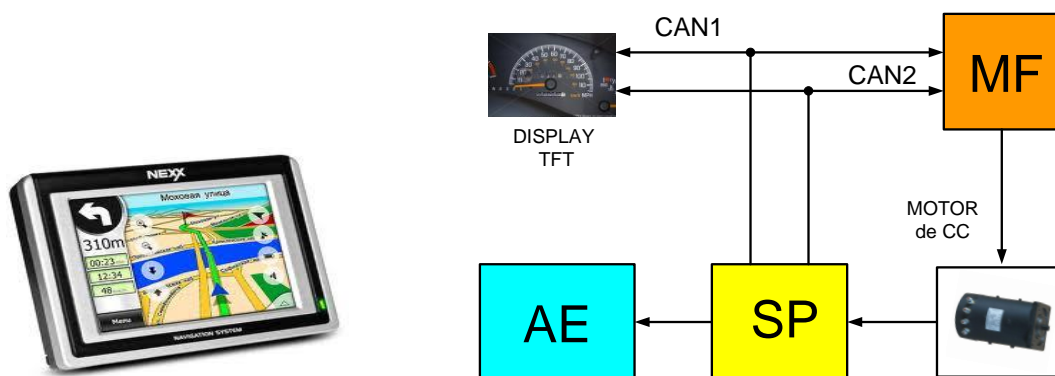 NEXX
Моховая улица
310m
00:23
12:34
48
Menu
NAVIGATION SYSTEM
CAN1
CAN2
MF
DISPLAY
TFT
MOTOR
de CC
AE
SP